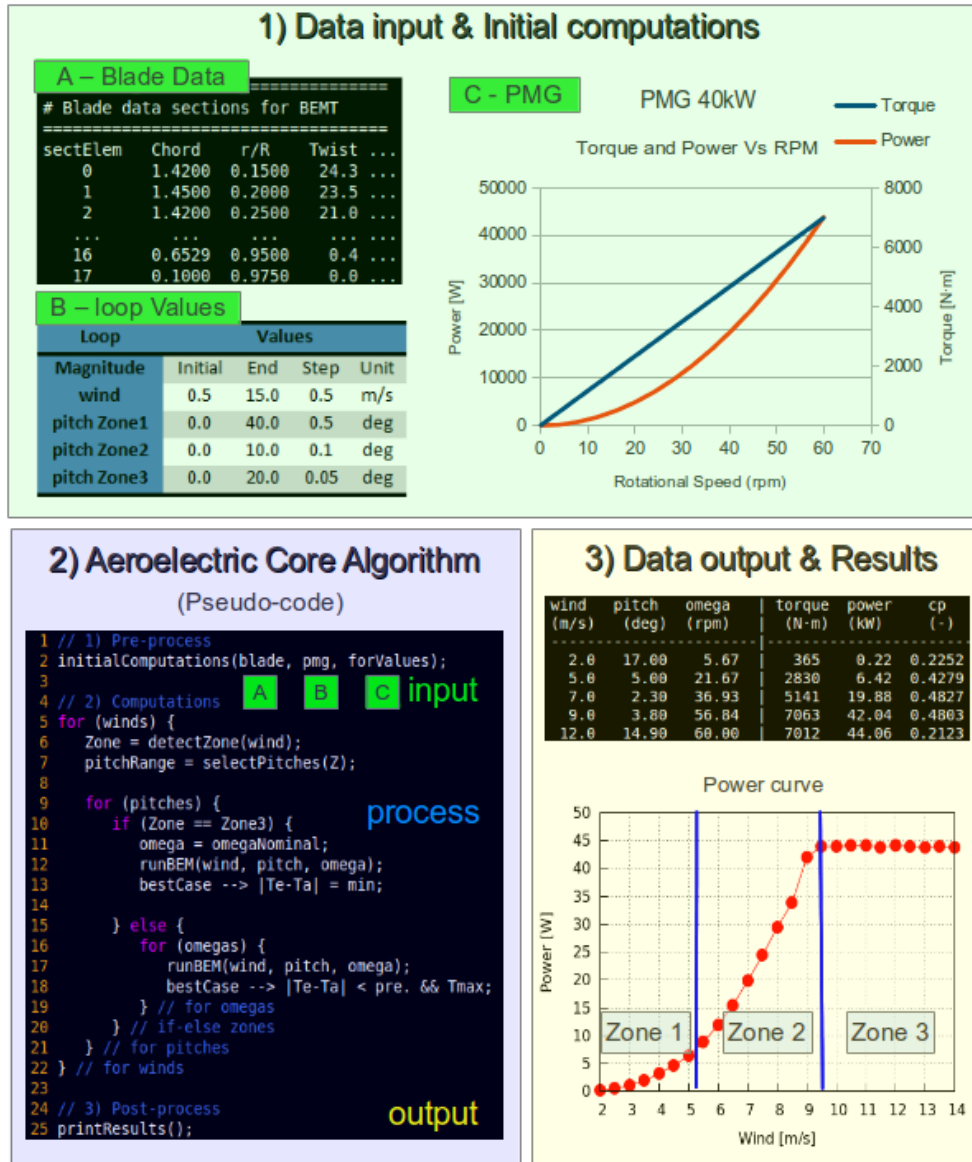 1) Data input & Initial computations
A – Blade Data
====================================
# Blade data sections for BEMT
====================================
sectElem Chord r/R Twist ...
0 1.4200 0.1500 24.3 ...
1 1.4500 0.2000 23.5 ...
2 1.4200 0.2500 21.0 ...
... ... ... ... ...
16 0.6529 0.9500 0.4 ...
17 0.1000 0.9750 0.0 ...
B – loop Values
Loop Values
Magnitude Initial End Step Unit
wind 0.5 15.0 0.5 m/s
pitch Zone1 0.0 40.0 0.5 deg
pitch Zone2 0.0 10.0 0.1 deg
pitch Zone3 0.0 20.0 0.05 deg
C - PMG
PMG 40kW
Torque
Power
Torque and Power Vs RPM
50000
40000
30000
20000
10000
0
Power [W]
8000
6000
4000
2000
0
Torque [N·m]
0 10 20 30 40 50 60 70
Rotational Speed (rpm)
2) Aeroelectric Core Algorithm
(Pseudo-code)
1 // 1) Pre-process
2 initialComputations(blade, pmg, forValues);
3
A B C input
4 // 2) Computations
5 for (winds) {
6 Zone = detectZone(wind);
7 pitchRange = selectPitches(Z);
8
9 for (pitches) {
process
10 if (Zone == Zone3) {
11 omega = omegaNominal;
12 runBEM(wind, pitch, omega);
13 bestCase --> |Te-Ta| = min;
14
15 } else {
16 for (omegas) {
17 runBEM(wind, pitch, omega);
18 bestCase --> |Te-Ta| < pre. && Tmax;
19 } // for omegas
20 } // if-else zones
21 } // for pitches
22 } // for winds
23
24 // 3) Post-process
output
25 printResults();
3) Data output & Results
wind pitch omega | torque power cp
(m/s) (deg) (rpm) | (N-m) (kW) (-)
2.0 17.00 5.67 | 365 0.22 0.2252
5.0 5.00 21.67 | 2830 6.42 0.4279
7.0 2.30 36.93 | 5141 19.88 0.4827
9.0 3.80 56.84 | 7063 42.04 0.4803
12.0 14.90 60.00 | 7012 44.06 0.2123
Power curve
50
45
40
35
30
25
20
15
10
5
0
Power [W]
Zone 1 Zone 2 Zone 3
2 3 4 5 6 7 8 9 10 11 12 13 14
Wind [m/s]